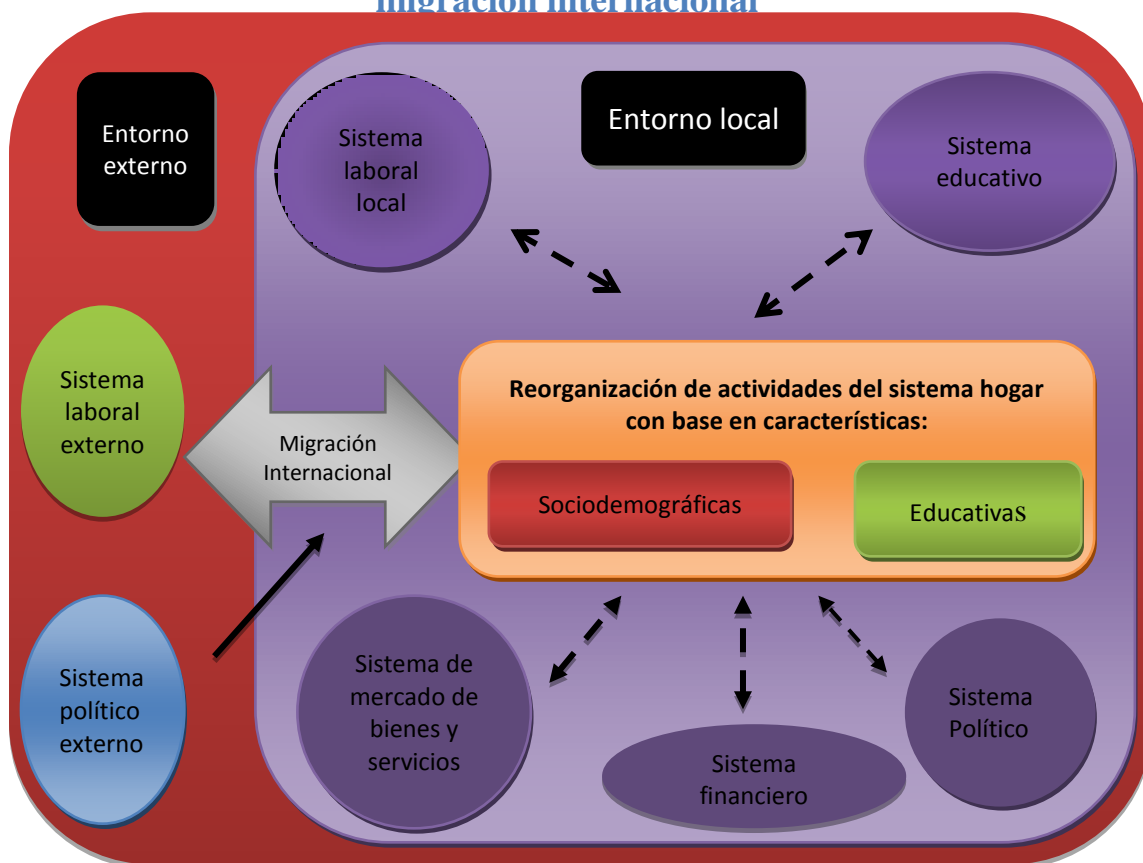 migración internacional
Entorno
externo
Sistema
laboral
local
Entorno local
Sistema
educativo
Sistema
laboral
externo
Migración
Internacional
Reorganización de actividades del sistema hogar
con base en características:
Sociodemográficas
Educativas
Sistema
político
externo
Sistema de
mercado de
bienes y
servicios
Sistema
financiero
Sistema
Político